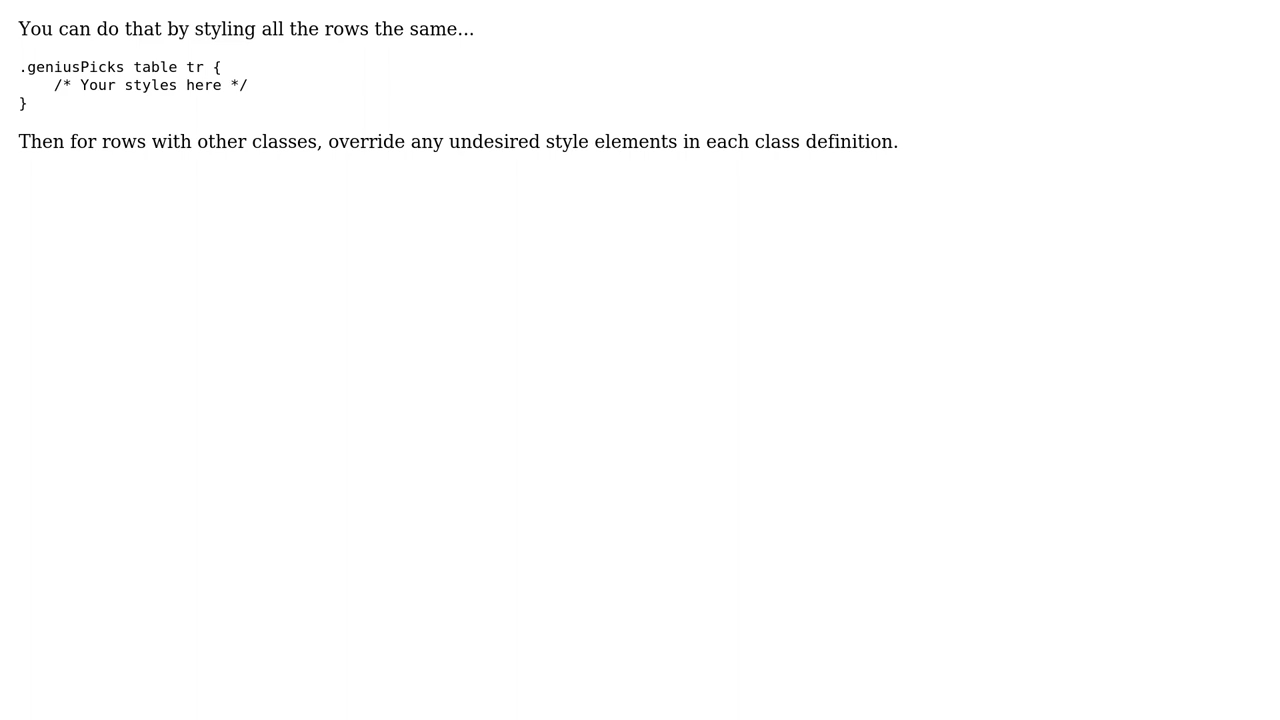 You can do that by styling all the rows the same...
.geniusPicks table tr {
    /* Your styles here */
}
Then for rows with other classes, override any undesired style elements in each class definition.